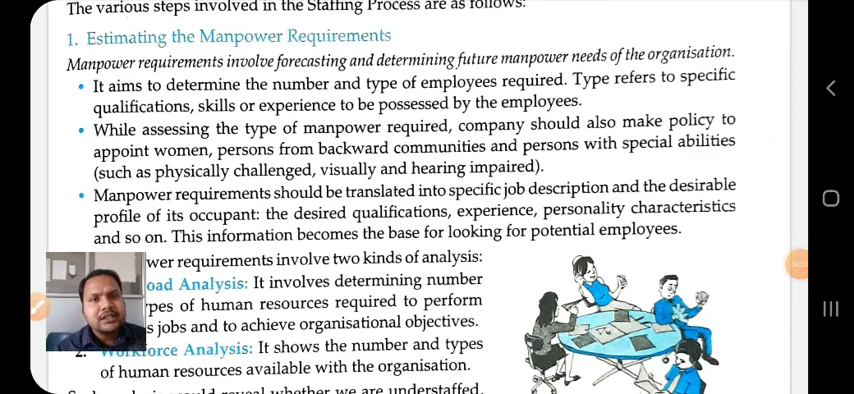 The various steps involved in the Staffing Process are as follows:
1. Estimating the Manpower Requirements
Manpower requirements involve forecasting and determining future manpower needs of the organisation.
• It aims to determine the number and type of employees required. Type refers to specific
qualifications, skills or experience to be possessed by the employees.
• While assessing the type of manpower required, company should also make policy to
appoint women, persons from backward communities and persons with special abilities
(such as physically challenged, visually and hearing impaired).
• Manpower requirements should be translated into specific job description and the desirable
profile of its occupant: the desired qualifications, experience, personality characteristics
and so on. This information becomes the base for looking for potential employees.
wer requirements involve two kinds of analysis:
oad Analysis: It involves determining number
pes of human resources required to perform
s jobs and to achieve organisational objectives.
2. Workforce Analysis: It shows the number and types
of human resources available with the organisation.
whether we are understaffed,